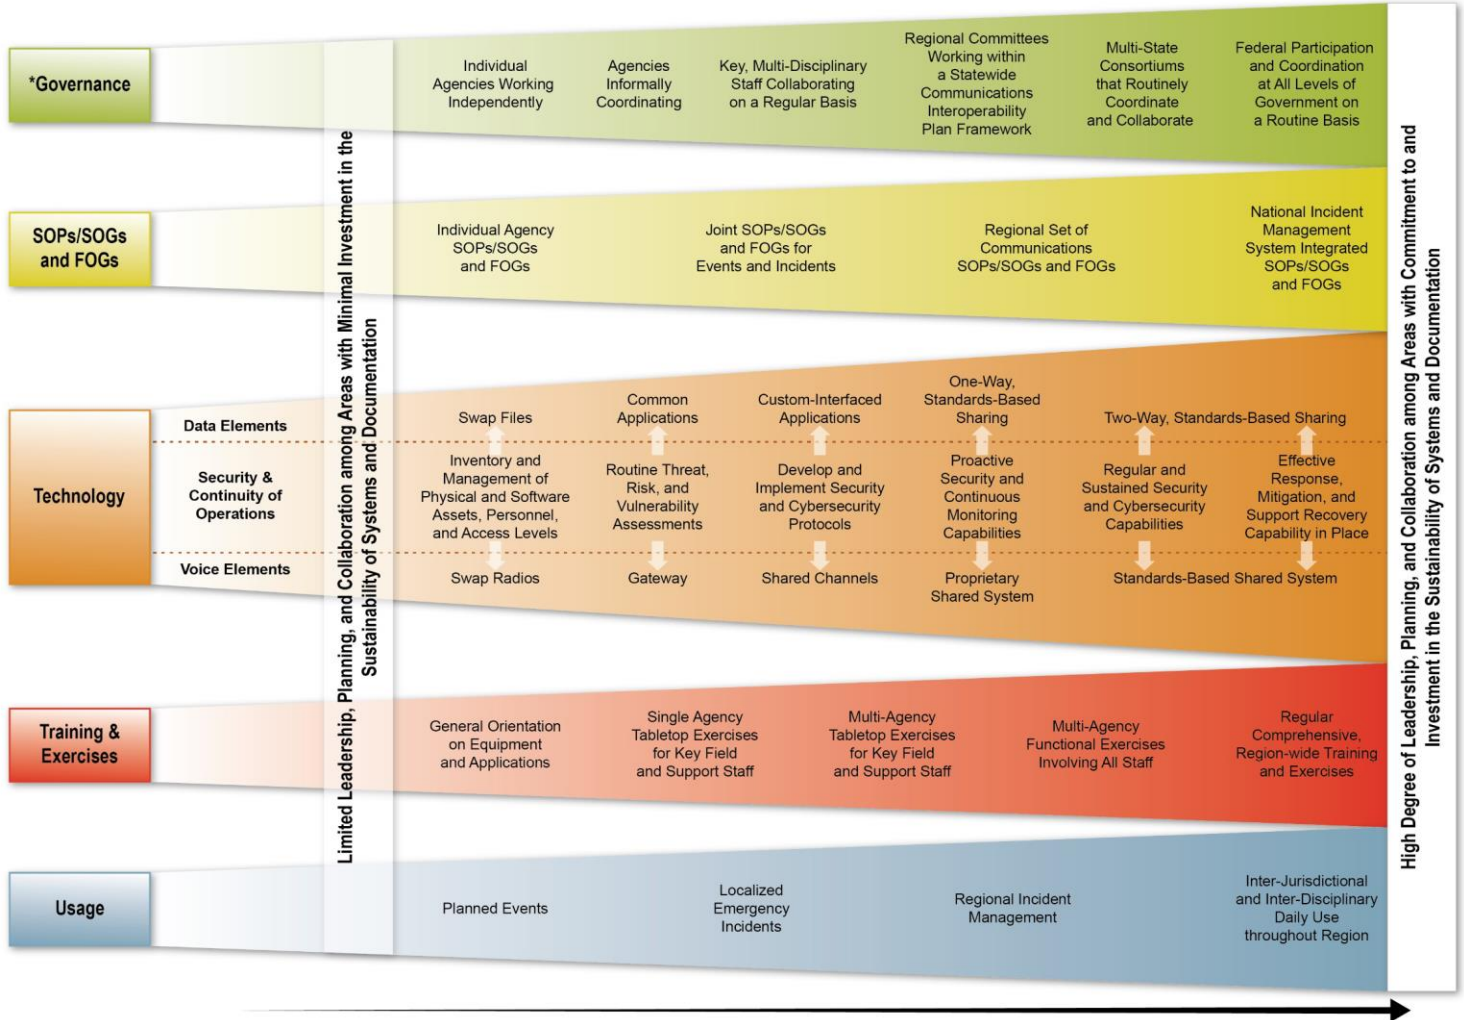 *Governance
Individual
Agencies Working
Independently
Agencies
Informally
Coordinating
Key, Multi-Disciplinary
Staff Collaborating
on a Regular Basis
Regional Committees
Working within
a Statewide
Communications
Interoperability
Plan Framework
Multi-State
Consortiums
that Routinely
Coordinate
and Collaborate
Federal Participation
and Coordination
at All Levels of
Government on
a Routine Basis
SOPs/SOGs
and FOGs
Individual Agency
SOPs/SOGs
and FOGs
Joint SOPs/SOGs
and FOGs for
Events and Incidents
Regional Set of
Communications
SOPs/SOGs and FOGs
National Incident
Management
System Integrated
SOPs/SOGs
and FOGs
Technology
Data Elements
Swap Files
Common
Applications
Custom-Interfaced
Applications
One-Way,
Standards-Based
Sharing
Two-Way, Standards-Based Sharing
Security &
Continuity of
Operations
Inventory and
Management of
Physical and Software
Assets, Personnel,
and Access Levels
Routine Threat,
Risk, and
Vulnerability
Assessments
Develop and
Implement Security
and Cybersecurity
Protocols
Proactive
Security and
Continuous
Monitoring
Capabilities
Regular and
Sustained Security
and Cybersecurity
Capabilities
Effective
Response,
Mitigation, and
Support Recovery
Capability in Place
Voice Elements
Swap Radios
Gateway
Shared Channels
Proprietary
Shared System
Standards-Based Shared System
Training &
Exercises
General Orientation
on Equipment
and Applications
Single Agency
Tabletop Exercises
for Key Field
and Support Staff
Multi-Agency
Tabletop Exercises
for Key Field
and Support Staff
Multi-Agency
Functional Exercises
Involving All Staff
Regular
Comprehensive,
Region-wide Training
and Exercises
Usage
Planned Events
Localized
Emergency
Incidents
Regional Incident
Management
Inter-Jurisdictional
and Inter-Disciplinary
Daily Use
throughout Region
Limited Leadership, Planning, and Collaboration among Areas with Minimal Investment in the
Sustainability of Systems and Documentation
High Degree of Leadership, Planning, and Collaboration among Areas with Commitment to and
Investment in the Sustainability of Systems and Documentation